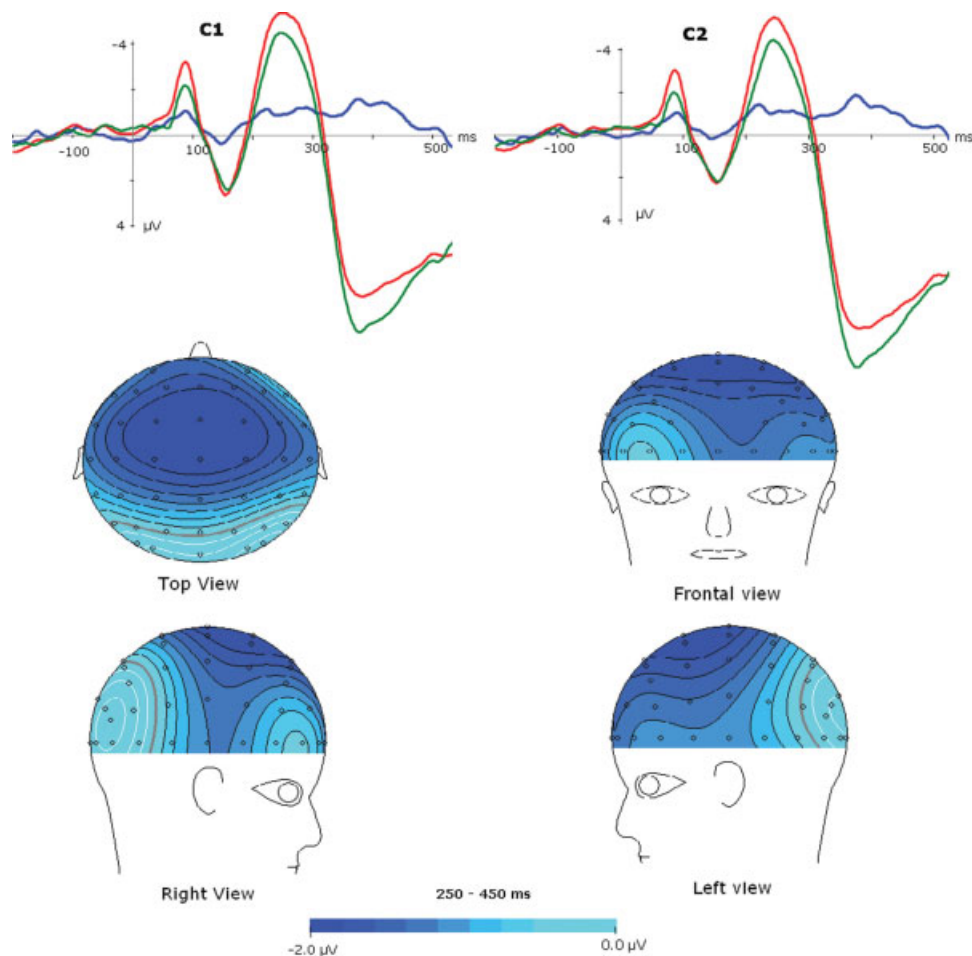 C1
-4
-100
100
300
500
ms
4
µV
C2
-4
-100
100
300
500
ms
4
µV
Top View
Frontal view
Right View
Left view
250 - 450 ms
-2.0 µV
0.0 µV